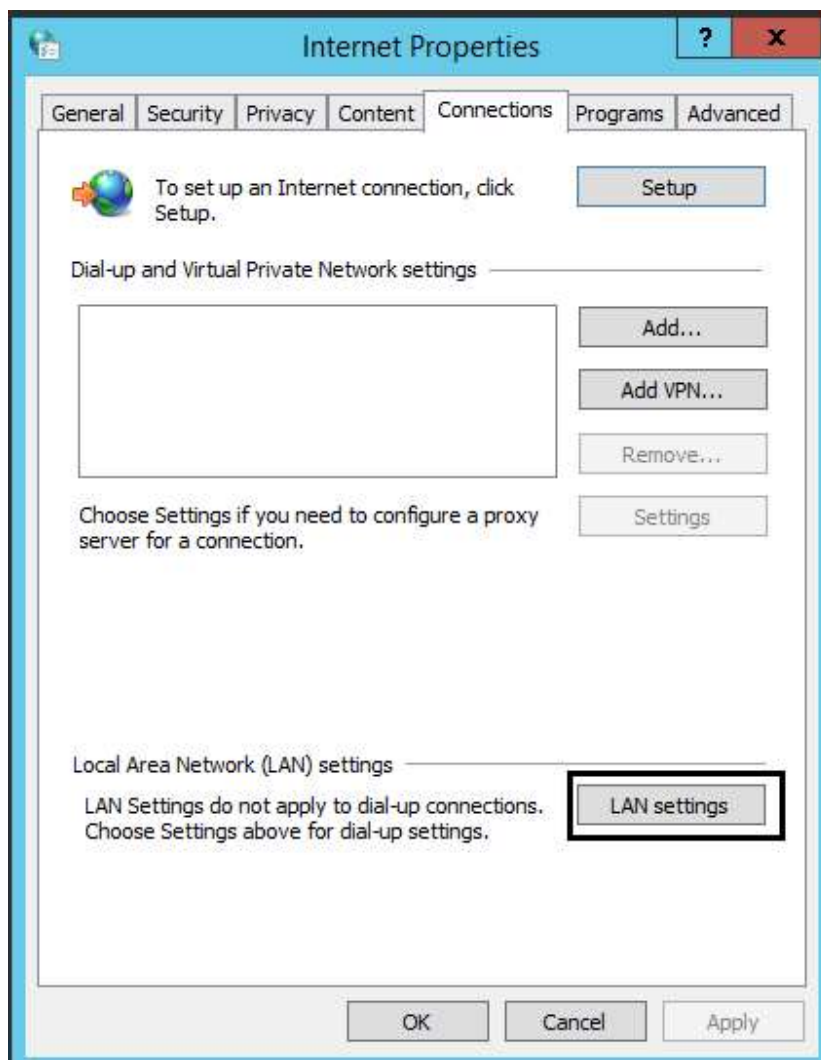 Internet Properties
?
x
General Security Privacy Content Connections Programs Advanced
To set up an Internet connection, click
Setup.
Setup
Dial-up and Virtual Private Network settings
Add...
Add VPN...
Remove...
Choose Settings if you need to configure a proxy
server for a connection.
Settings
Local Area Network (LAN) settings
LAN Settings do not apply to dial-up connections.
Choose Settings above for dial-up settings.
LAN settings
OK Cancel Apply